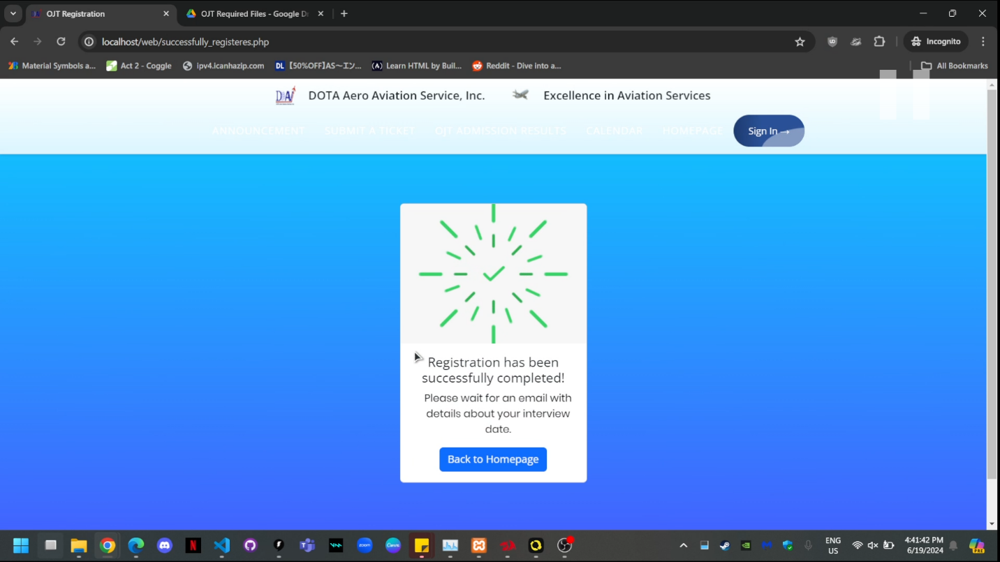 OJT Registration
OJT Required Files - Google Dr
localhost/web/successfully_registeres.php
Incognito
Material Symbols a...
Act 2 - Coggle
ipv4.icanhazip.com
【50%OFF】AS～エン...
Learn HTML by Buil...
Reddit - Dive into a...
All Bookmarks
DOTA Aero Aviation Service, Inc.
Excellence in Aviation Services
ANNOUNCEMENT
SUBMIT A TICKET
OJT ADMISSION RESULTS
CALENDAR
HOMEPAGE
Sign In →
Registration has been
successfully completed!
Please wait for an email with
details about your interview
date.
Back to Homepage
ENG
US
4:41:42 PM
6/19/2024